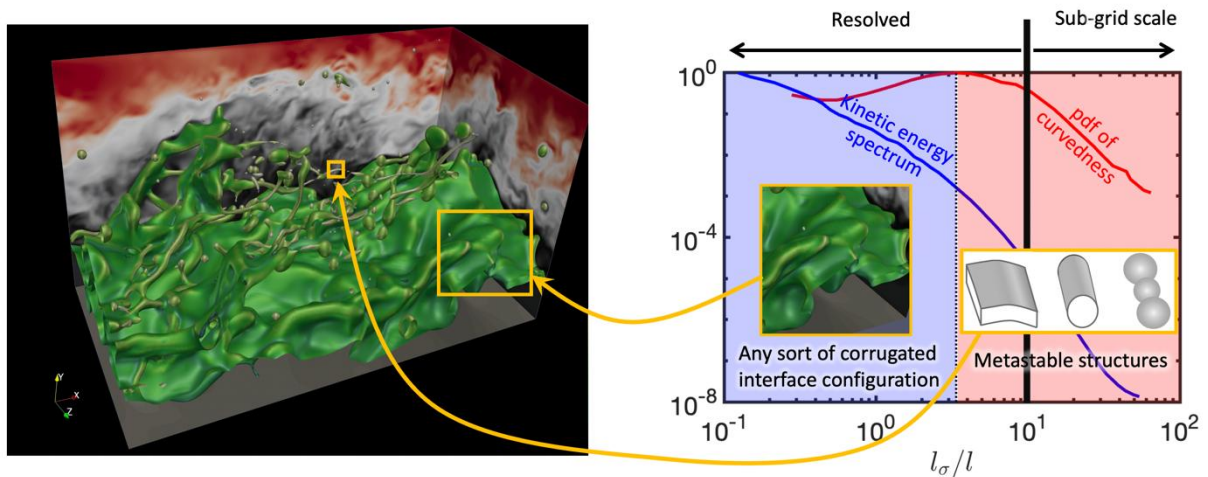 Resolved
Sub-grid scale
10^0
10^-4
10^-8
Kinetic energy
spectrum
pdf of
curvedness
Any sort of corrugated
interface configuration
Metastable structures
10^-1
10^0
10^1
10^2
l_σ/l
Y
X
Z